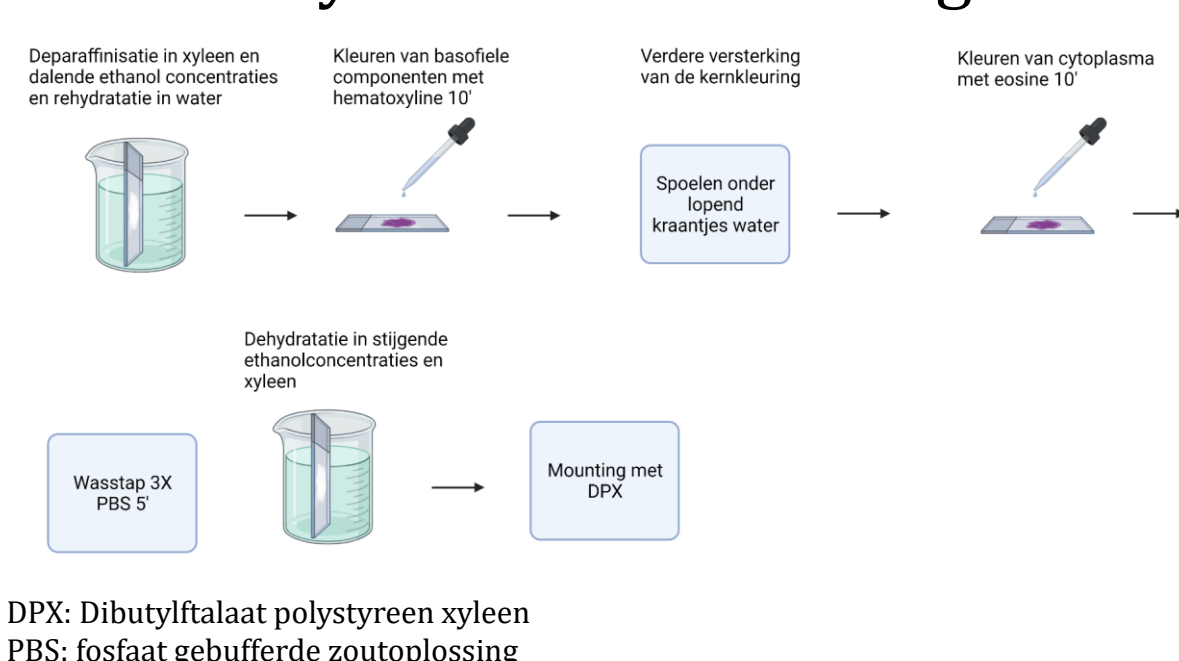 Deparaffinisatie in xyleen en
dalende ethanol concentraties
en rehydratatie in water
Kleuren van basofiele
componenten met
hematoxyline 10'
Verdere versterking
van de kernkleuring
Kleuren van cytoplasma
met eosine 10'
Spoelen onder
lopend
kraantjes water
Dehydratatie in stijgende
ethanolconcentraties en
xyleen
Wasstap 3X
PBS 5'
Mounting met
DPX
DPX: Dibutylftalaat polystyreen xyleen
PBS: fosfaat gebufferde zoutoplossing